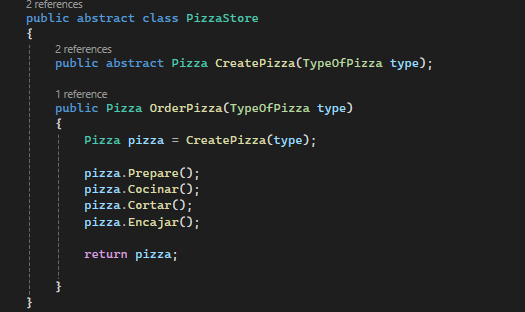 2 references
public abstract class PizzaStore
{
2 references
public abstract Pizza CreatePizza(TypeOfPizza type);
1 reference
public Pizza OrderPizza(TypeOfPizza type)
{
Pizza pizza = CreatePizza(type);
pizza.Prepare();
pizza.Cocinar();
pizza.Cortar();
pizza.Encajar();
return pizza;
}
}